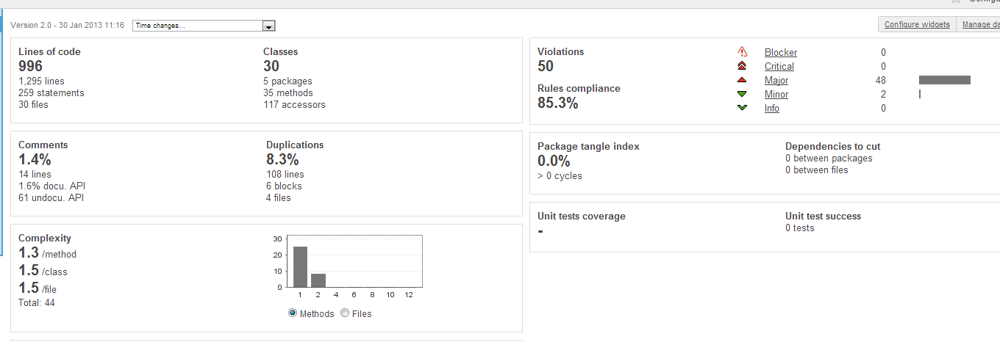 Version 2.0 - 30 Jan 2013 11:16
Time changes...
Configure widgets
Lines of code
996
1,295 lines
259 statements
30 files
Classes
30
5 packages
35 methods
117 accessors
Comments
1.4%
14 lines
1.6% docu. API
61 undocu. API
Duplications
8.3%
108 lines
6 blocks
4 files
Complexity
1.3 /method
1.5 /class
1.5 /file
Total: 44
30
20
10
0
1 2 4 6 8 10 12
Methods Files
Violations
50
Rules compliance
85.3%
Blocker 0
Critical 0
Major 48
Minor 2
Info 0
Package tangle index
0.0%
> 0 cycles
Dependencies to cut
0 between packages
0 between files
Unit tests coverage
-
Unit test success
0 tests